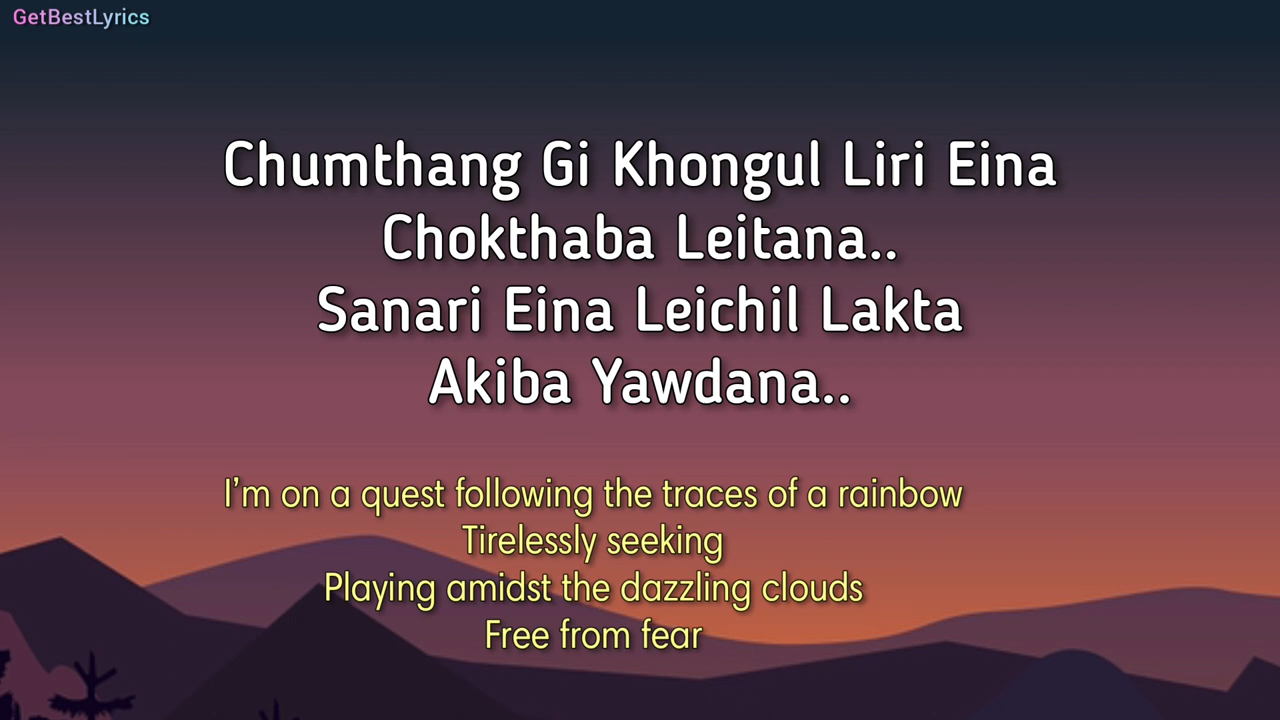 GetBestLyrics
Chumthang Gi Khongul Liri Eina
Chokthaba Leitana..
Sanari Eina Leichil Lakta
Akiba Yawdana..
I'm on a quest following the traces of a rainbow
Tirelessly seeking
Playing amidst the dazzling clouds
Free from fear